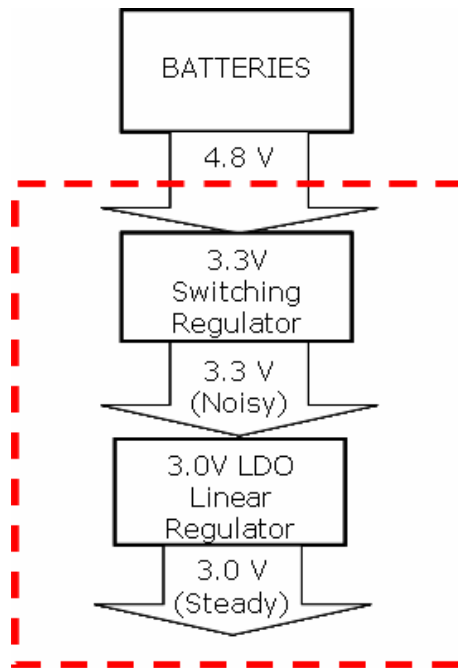 BATTERIES
4.8 V
3.3V
Switching
Regulator
3.3 V
(Noisy)
3.0V LDO
Linear
Regulator
3.0 V
(Steady)